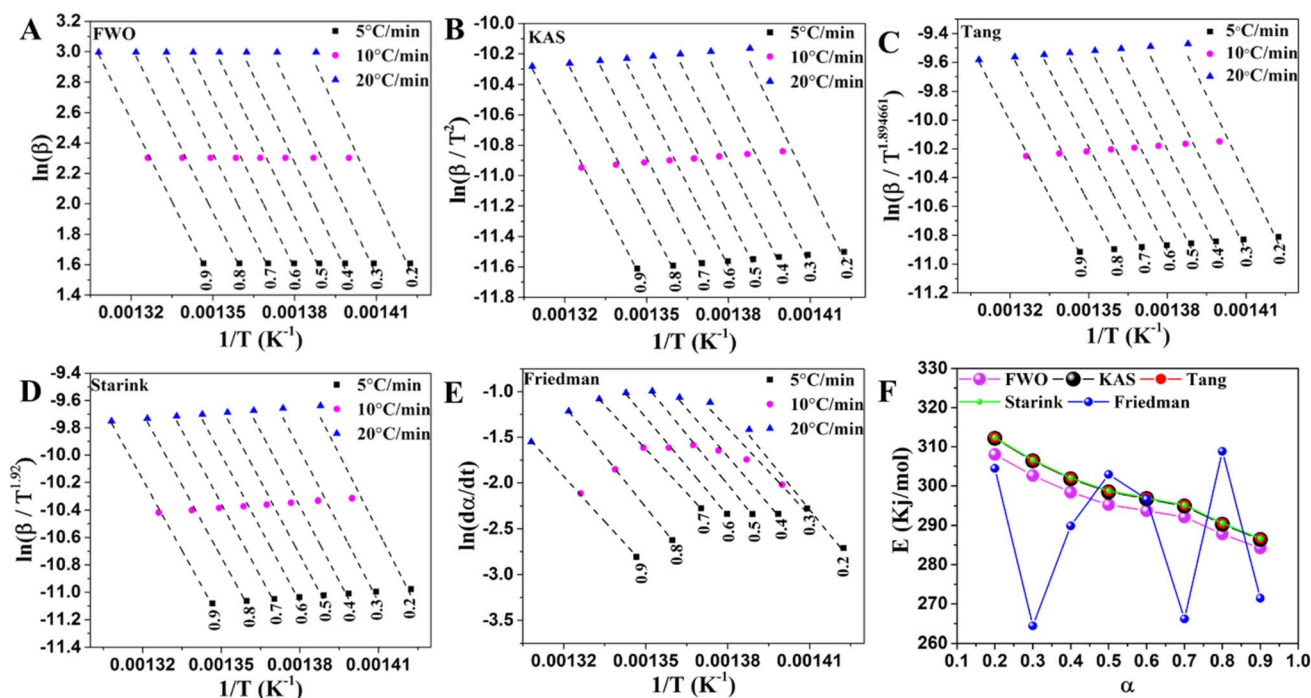 A
FWO
5°C/min
10°C/min
20°C/min
ln(β)
3.2
3.0
2.8
2.6
2.4
2.2
2.0
1.8
1.6
1.4
0.9
0.8
0.7
0.6
0.5
0.4
0.3
0.2
0.00132
0.00135
0.00138
0.00141
1/T (K-1)
B
KAS
5°C/min
10°C/min
20°C/min
ln(β / T2)
-10.0
-10.2
-10.4
-10.6
-10.8
-11.0
-11.2
-11.4
-11.6
-11.8
0.9
0.8
0.7
0.6
0.5
0.4
0.3
0.2
0.00132
0.00135
0.00138
0.00141
1/T (K-1)
C
Tang
5°C/min
10°C/min
20°C/min
ln(β / T1.894661)
-9.4
-9.6
-9.8
-10.0
-10.2
-10.4
-10.6
-10.8
-11.0
-11.2
0.9
0.8
0.7
0.6
0.5
0.4
0.3
0.2
0.00132
0.00135
0.00138
0.00141
1/T (K-1)
D
Starink
5°C/min
10°C/min
20°C/min
ln(β / T1.92)
-9.4
-9.6
-9.8
-10.0
-10.2
-10.4
-10.6
-10.8
-11.0
-11.2
-11.4
0.9
0.8
0.7
0.6
0.5
0.4
0.3
0.2
0.00132
0.00135
0.00138
0.00141
1/T (K-1)
E
Friedman
5°C/min
10°C/min
20°C/min
ln(dα/dt)
-1.0
-1.5
-2.0
-2.5
-3.0
-3.5
0.9
0.8
0.7
0.6
0.5
0.4
0.3
0.2
0.00132
0.00135
0.00138
0.00141
1/T (K-1)
F
FWO
KAS
Tang
Starink
Friedman
E (Kj/mol)
330
320
310
300
290
280
270
260
0.1
0.2
0.3
0.4
0.5
0.6
0.7
0.8
0.9
1.0
α